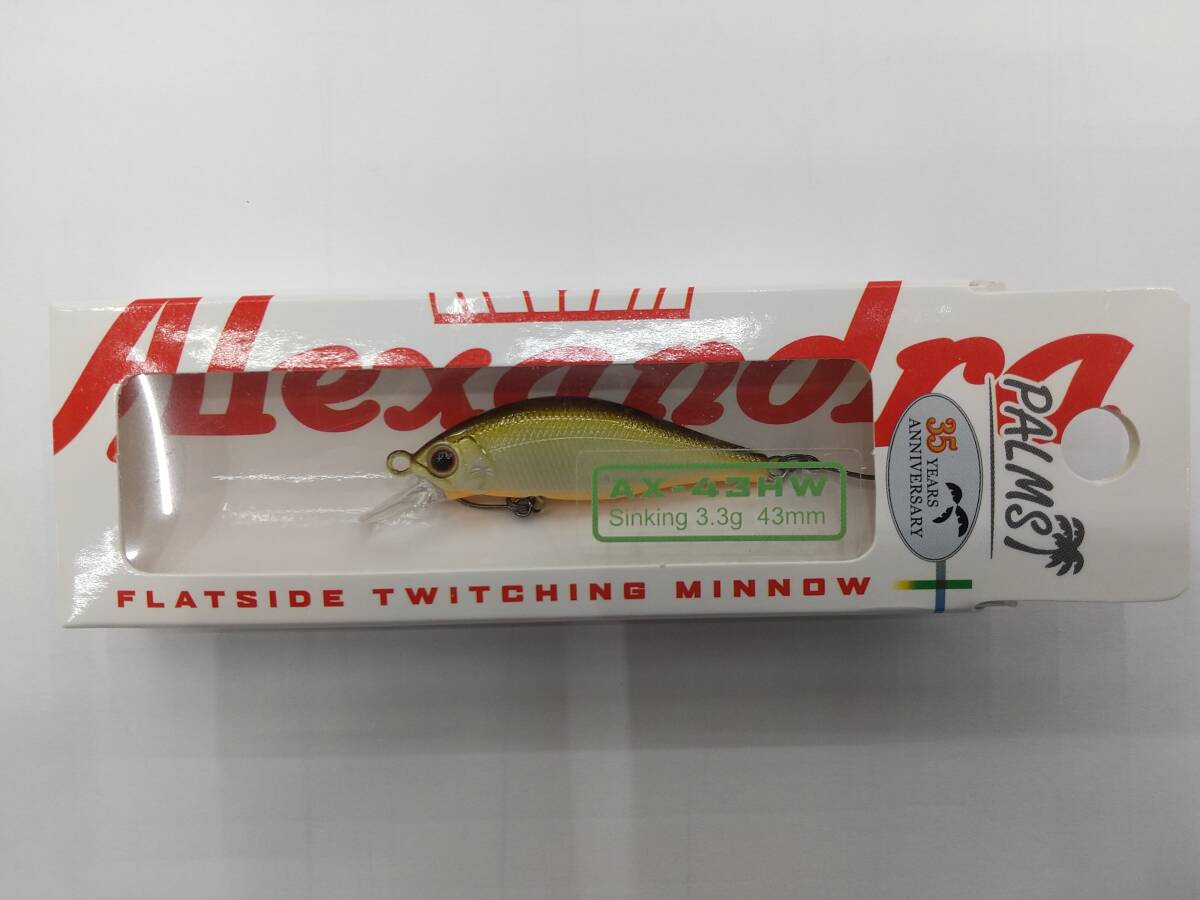 Alexandra
AX-43HW
Sinking 3.3g 43mm
FLATSIDE TWITCHING MINNOW
35
YEARS
ANNIVERSARY
PALMS